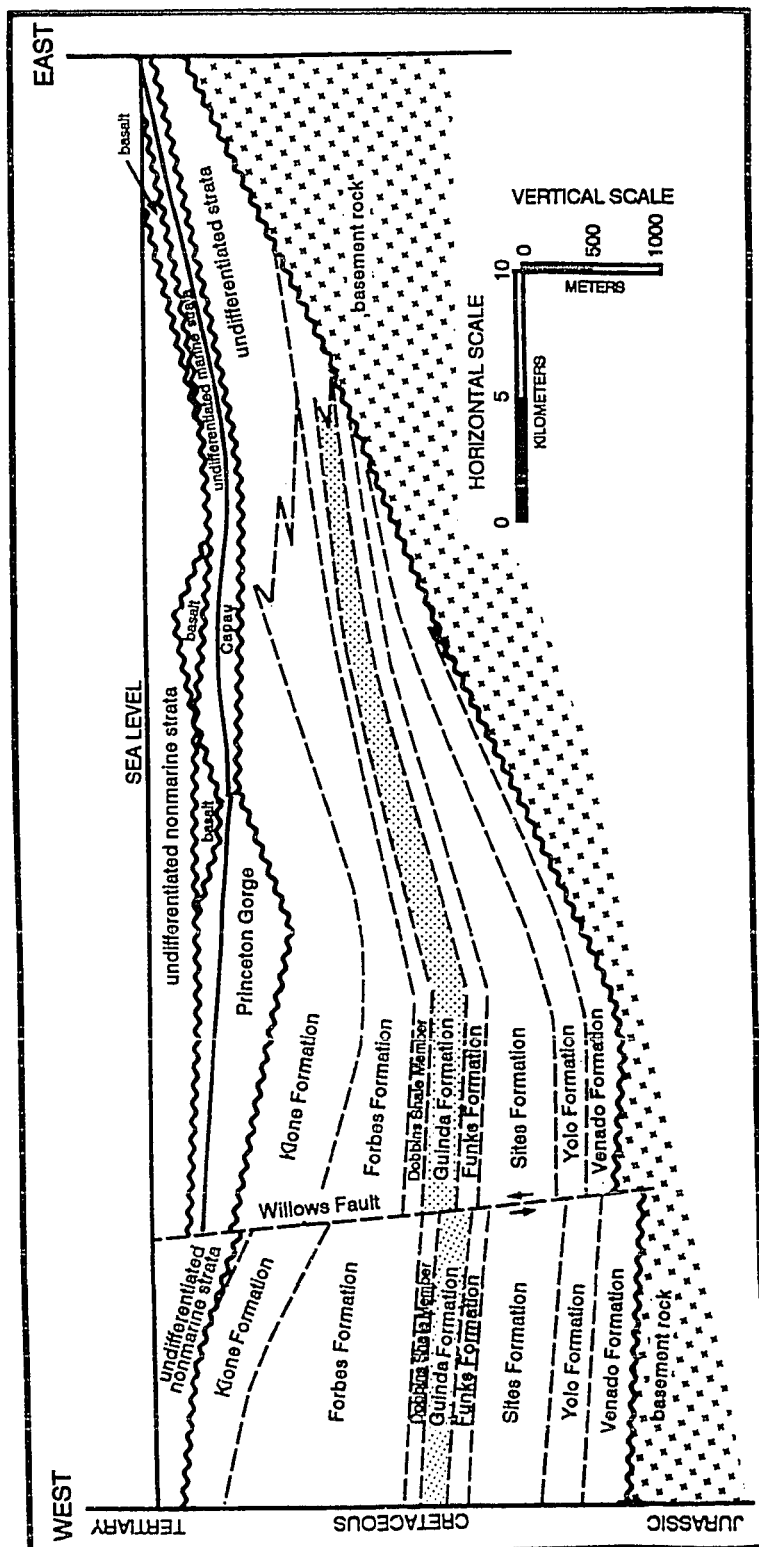 WEST
EAST
TERTIARY
CRETACEOUS
JURASSIC
SEA LEVEL
undifferentiated
nonmarine strata
Kione Formation
Forbes Formation
Dobbins Shale Member
Guinda Formation
Funks Formation
Sites Formation
Yolo Formation
Venado Formation
basement rock
Willows Fault
undifferentiated nonmarine strata
basalt
Princeton Gorge
Kione Formation
Forbes Formation
Dobbins Shale Member
Guinda Formation
Funks Formation
Sites Formation
Yolo Formation
Venado Formation
basalt
Capay
undifferentiated marine strata
basalt
undifferentiated strata
basement rock
HORIZONTAL SCALE
0 5 10
KILOMETERS
VERTICAL SCALE
0 500 1000
METERS